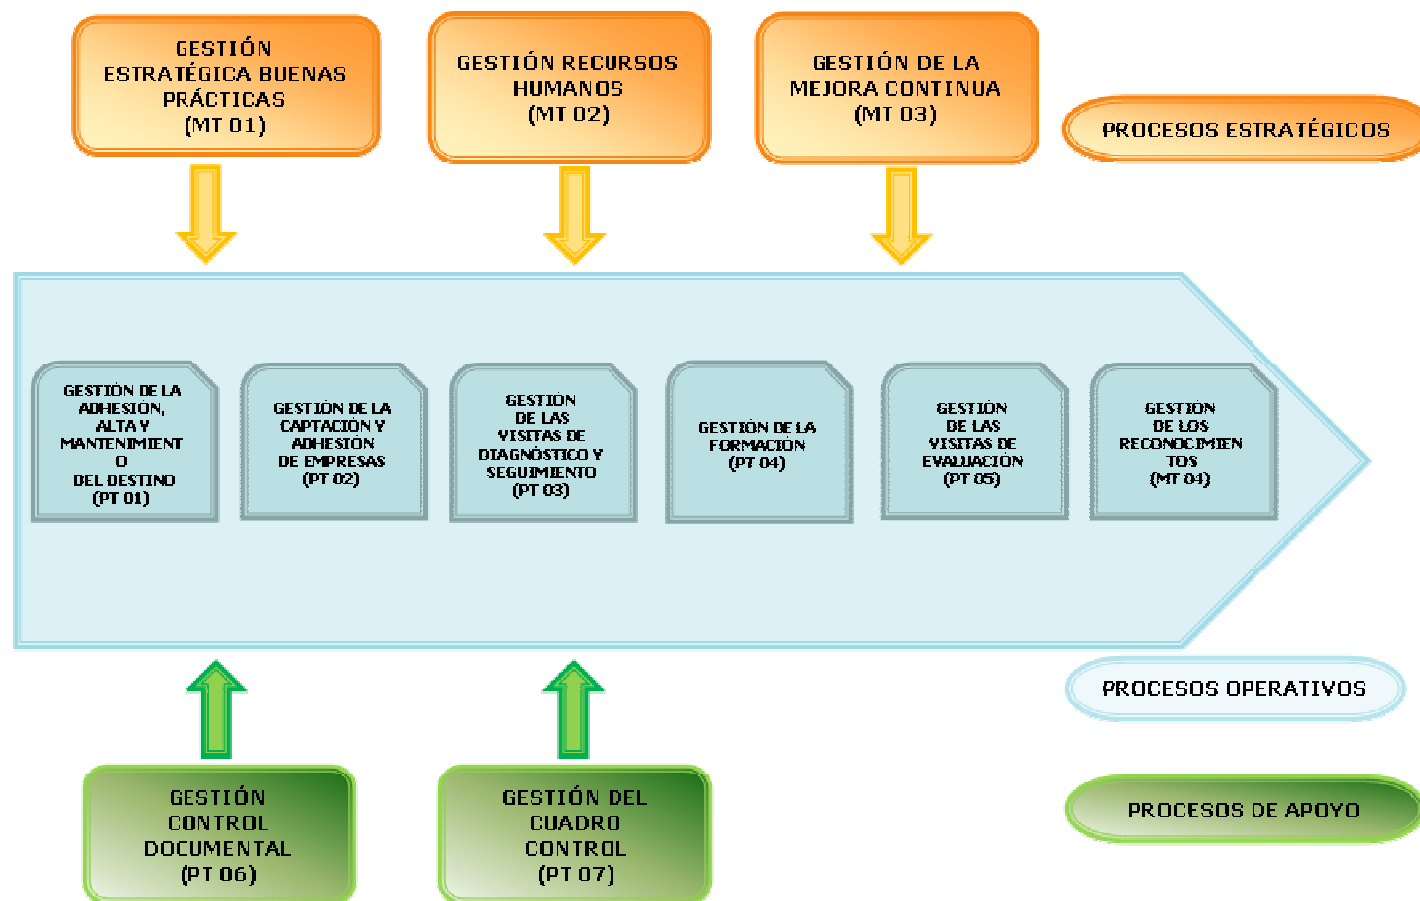 GESTIÓN
ESTRATÉGICA BUENAS
PRÁCTICAS
(MT 01)
GESTIÓN RECURSOS
HUMANOS
(MT 02)
GESTIÓN DE LA
MEJORA CONTINUA
(MT 03)
PROCESOS ESTRATÉGICOS
GESTIÓN DE LA
ADHESIÓN,
ALTA Y
MANTENIMIENT
O
DEL DESTINO
(PT 01)
GESTIÓN DE LA
CAPTACIÓN Y
ADHESIÓN
DE EMPRESAS
(PT 02)
GESTIÓN
DE LAS
VISITAS DE
DIAGNÓSTICO Y
SEGUIMIENTO
(PT 03)
GESTIÓN DE LA
FORMACIÓN
(PT 04)
GESTIÓN
DE LAS
VISITAS DE
EVALUACIÓN
(PT 05)
GESTIÓN
DE LOS
RECONOCIMIEN
TOS
(MT 04)
PROCESOS OPERATIVOS
GESTIÓN
CONTROL
DOCUMENTAL
(PT 06)
GESTIÓN DEL
CUADRO
CONTROL
(PT 07)
PROCESOS DE APOYO